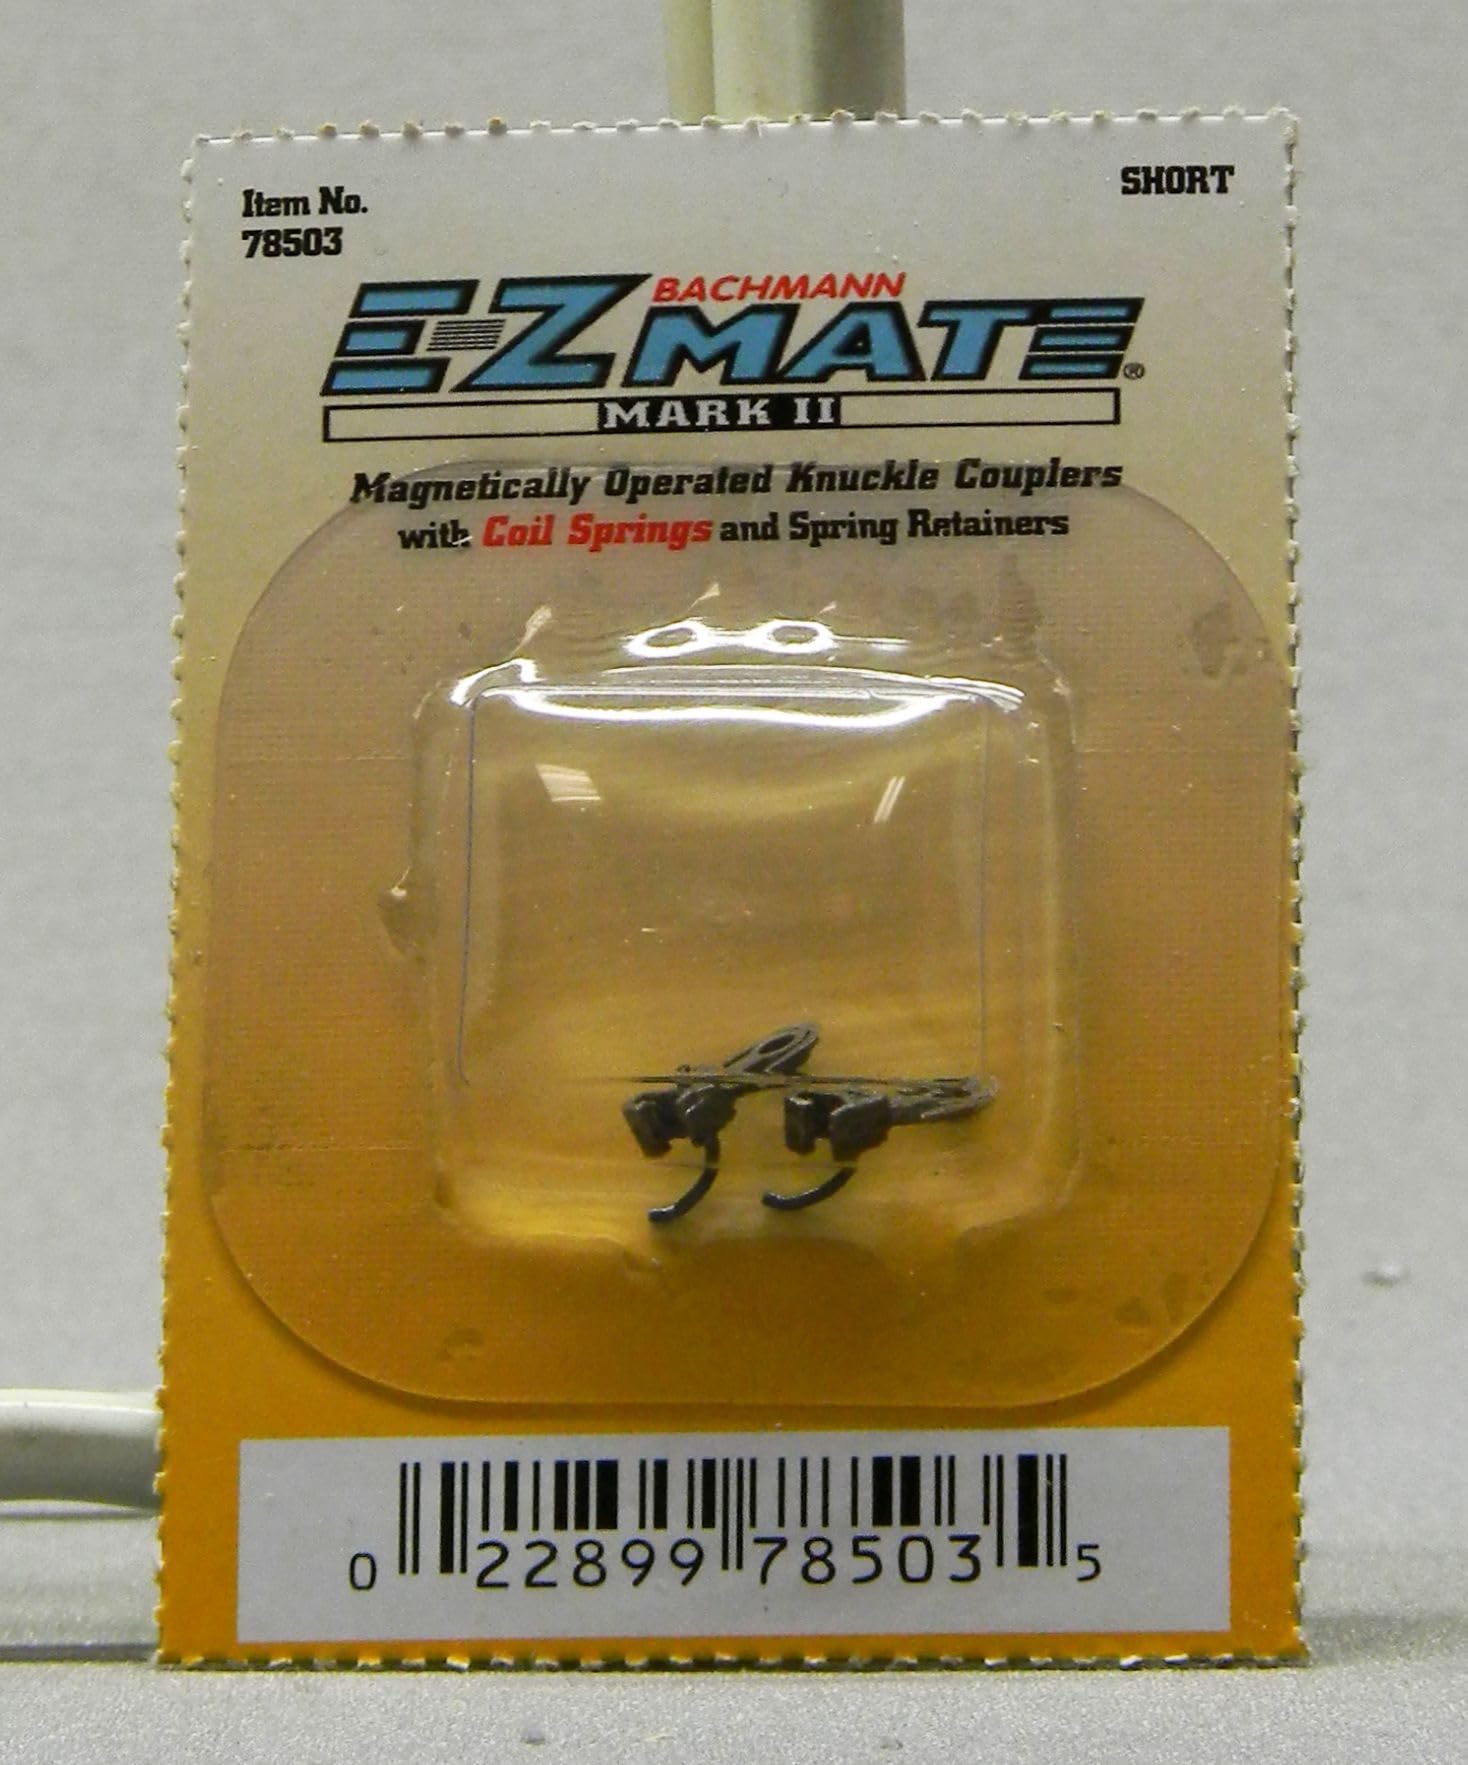 Item No.
78503
SHORT
BACHMANN
E-Z MATE®
MARK II
Magnetically Operated Knuckle Couplers
with Coil Springs and Spring Retainers
0 22899 78503 5